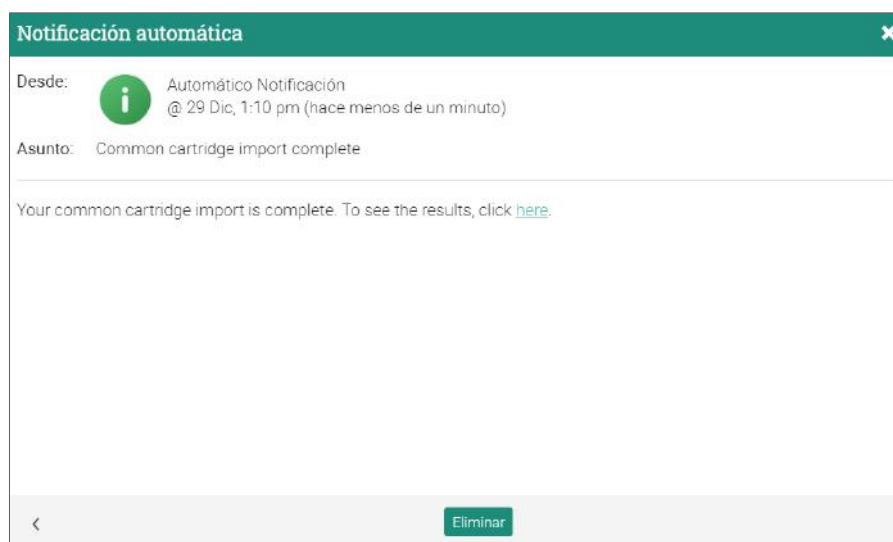 Notificación automática
Desde:
Automático Notificación
@ 29 Dic, 1:10 pm (hace menos de un minuto)
Asunto: Common cartridge import complete
Your common cartridge import is complete. To see the results, click here.
Eliminar